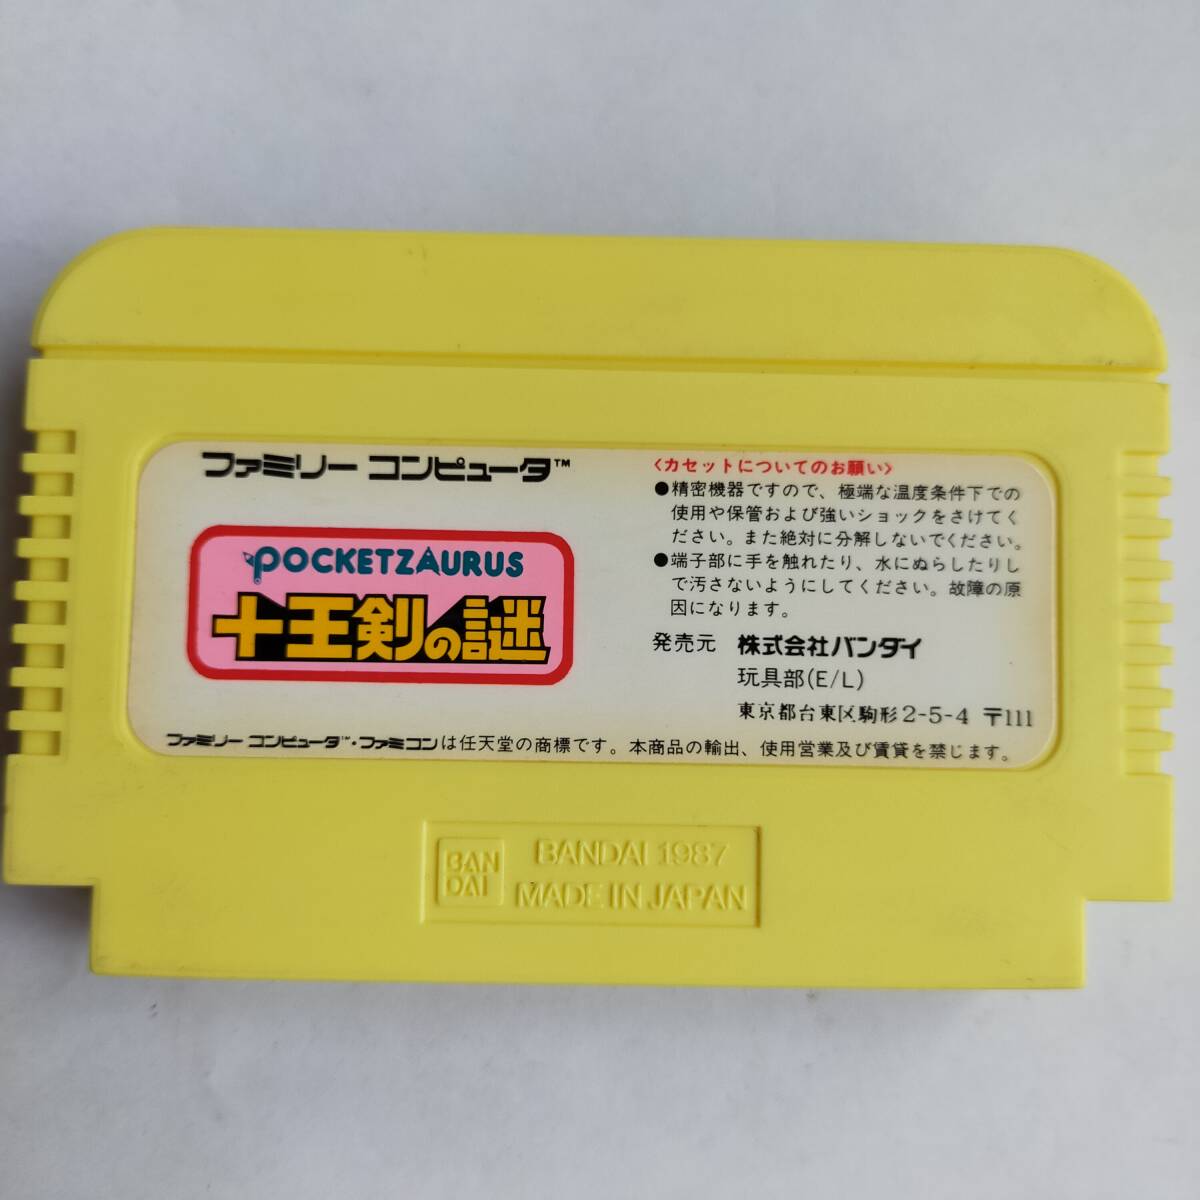 ファミリー コンピュータ™
POCKETZAURUS
十王剣の謎
〈カセットについてのお願い〉
●精密機器ですので、極端な温度条件下での
使用や保管および強いショックをさけてく
ださい。また絶対に分解しないでください。
●端子部に手を触れたり、水にぬらしたりし
で汚さないようにしてください。故障の原
因になります。
発売元 株式会社バンダイ
玩具部(E/L)
東京都台東区駒形2-5-4 〒111
ファミリー コンピュータ™・ファミコンは任天堂の商標です。本商品の輸出、使用営業及び賃貸を禁じます。
BAN
DAI
BANDAI 1987
MADE IN JAPAN